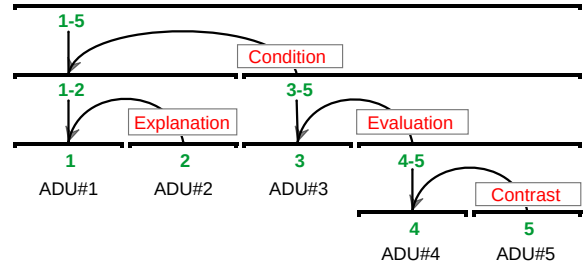 1-5
Condition
1-2 3-5
Explanation Evaluation
1 2 3 4-5
ADU#1 ADU#2 ADU#3
Contrast
4 5
ADU#4 ADU#5